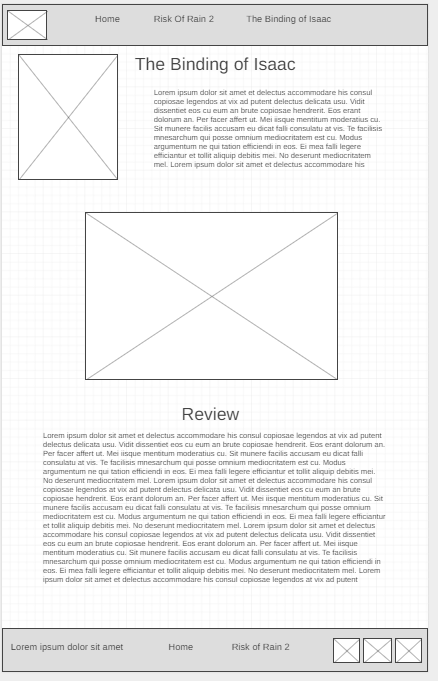 Home Risk Of Rain 2 The Binding of Isaac
The Binding of Isaac
Lorem ipsum dolor sit amet et delectus accommodare his consul
copiosae legendos at vix ad putent delectus delicata usu. Vidit
dissentiet eos cu eum an brute copiosae hendrerit. Eos erant
dolorum an. Per facer affert ut. Mei iisque mentitum moderatius cu.
Sit munere facilis accusam eu dicat falli consulatu at vis. Te facilisis
mnesarchum qui posse omnium mediocritatem est cu. Modus
argumentum ne qui tation efficiendi in eos. Ei mea falli legere
efficiantur et tollit aliquip debitis mei. No deserunt mediocritatem
mel. Lorem ipsum dolor sit amet et delectus accommodare his
Review
Lorem ipsum dolor sit amet et delectus accommodare his consul copiosae legendos at vix ad putent
delectus delicata usu. Vidit dissentiet eos cu eum an brute copiosae hendrerit. Eos erant dolorum an.
Per facer affert ut. Mei iisque mentitum moderatius cu. Sit munere facilis accusam eu dicat falli
consulatu at vis. Te facilisis mnesarchum qui posse omnium mediocritatem est cu. Modus
argumentum ne qui tation efficiendi in eos. Ei mea falli legere efficiantur et tollit aliquip debitis mei.
No deserunt mediocritatem mel. Lorem ipsum dolor sit amet et delectus accommodare his consul
copiosae legendos at vix ad putent delectus delicata usu. Vidit dissentiet eos cu eum an brute
copiosae hendrerit. Eos erant dolorum an. Per facer affert ut. Mei iisque mentitum moderatius cu. Sit
munere facilis accusam eu dicat falli consulatu at vis. Te facilisis mnesarchum qui posse omnium
mediocritatem est cu. Modus argumentum ne qui tation efficiendi in eos. Ei mea falli legere efficiantur
et tollit aliquip debitis mei. No deserunt mediocritatem mel. Lorem ipsum dolor sit amet et delectus
accommodare his consul copiosae legendos at vix ad putent delectus delicata usu. Vidit dissentiet
eos cu eum an brute copiosae hendrerit. Eos erant dolorum an. Per facer affert ut. Mei iisque
mentitum moderatius cu. Sit munere facilis accusam eu dicat falli consulatu at vis. Te facilisis
mnesarchum qui posse omnium mediocritatem est cu. Modus argumentum ne qui tation efficiendi in
eos. Ei mea falli legere efficiantur et tollit aliquip debitis mei. No deserunt mediocritatem mel. Lorem
ipsum dolor sit amet et delectus accommodare his consul copiosae legendos at vix ad putent
Lorem ipsum dolor sit amet Home Risk of Rain 2